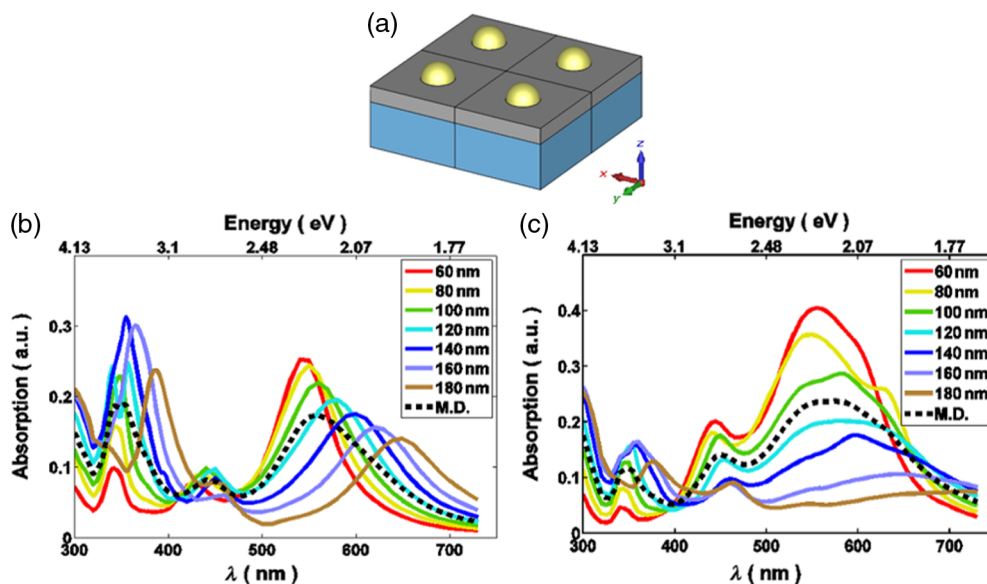 (a)
z
x
y
(b)
Energy ( eV )
4.13 3.1 2.48 2.07 1.77
60 nm
80 nm
100 nm
120 nm
140 nm
160 nm
180 nm
M.D.
Absorption ( a.u. )
0.3
0.2
0.1
0
300 400 500 600 700
λ ( nm )
(c)
Energy ( eV )
4.13 3.1 2.48 2.07 1.77
60 nm
80 nm
100 nm
120 nm
140 nm
160 nm
180 nm
M.D.
Absorption ( a.u. )
0.4
0.3
0.2
0.1
0
300 400 500 600 700
λ ( nm )